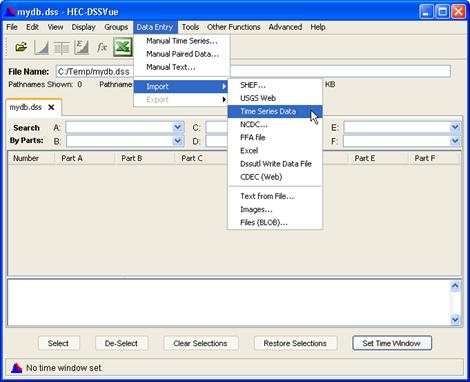 mydb.dss - HEC-DSSVue
File Edit View Display Groups Data Entry Tools Other Functions Advanced Help
Manual Time Series...
Manual Paired Data...
Manual Text...
Import
Export
fx
File Name: C:/Temp/mydb.dss
Pathnames Shown: 0 Pathnames KB
SHEF...
USGS Web
Time Series Data
NCDC...
FFA file
Excel
Dssutl Write Data File
CDEC (Web)
Text from File...
Images...
Files (BLOB)...
mydb.dss
Search A: C: E:
By Parts: B: D: F:
Number Part A Part B Part C Part E Part F
Select De-Select Clear Selections Restore Selections Set Time Window
No time window set.